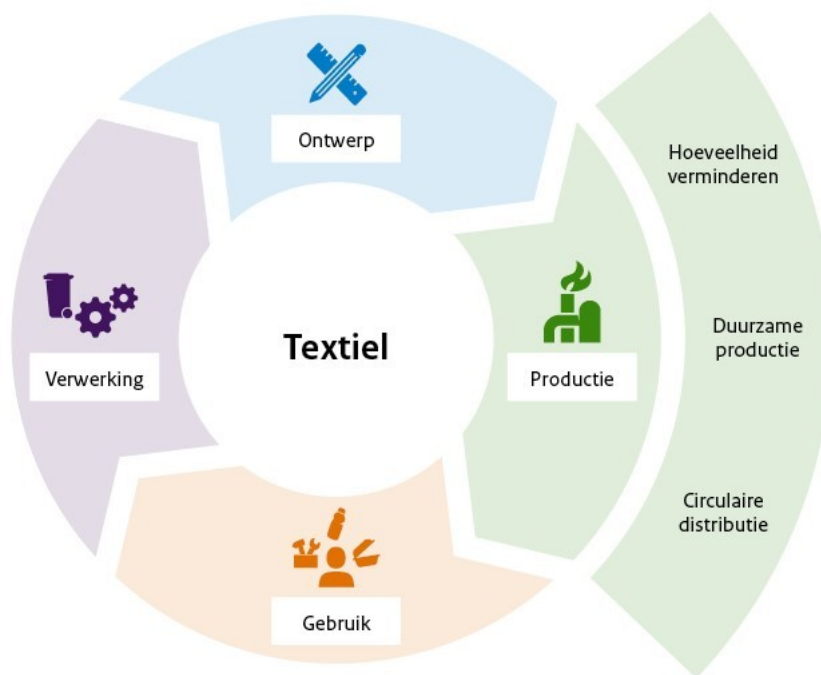 Ontwerp
Hoeveelheid
verminderen
Textiel
Duurzame
productie
Verwerking
Productie
Circulaire
distributie
Gebruik